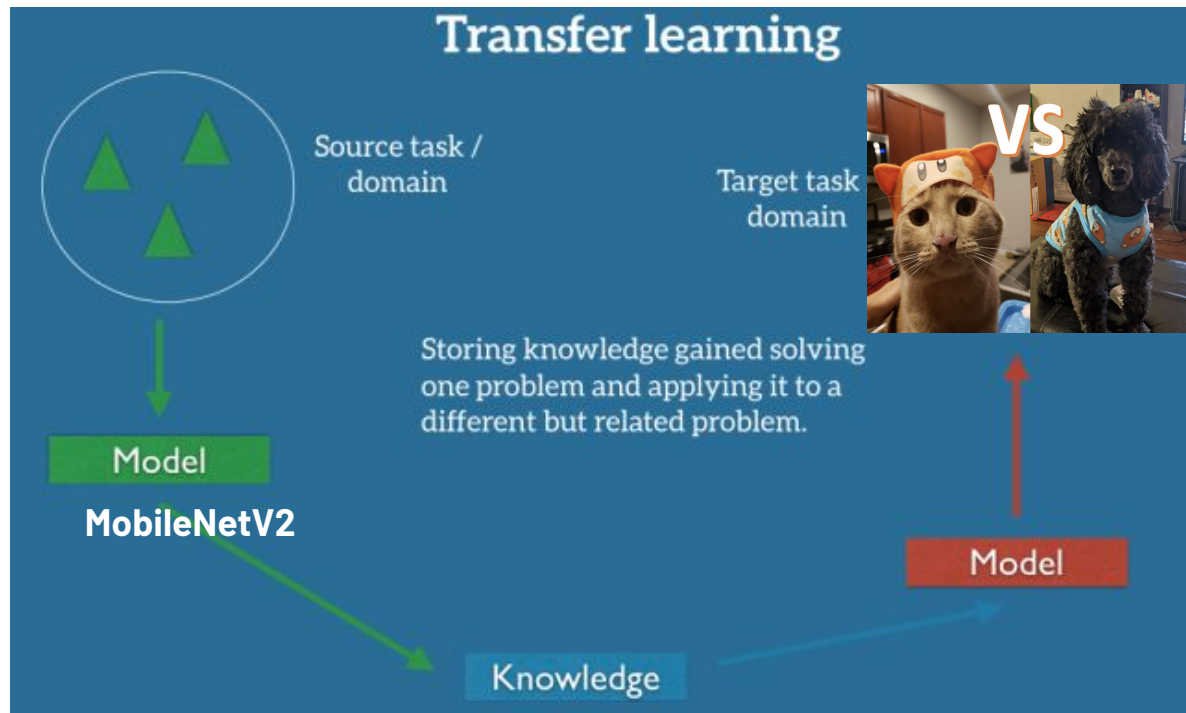 Transfer learning
Source task /
domain
Target task
domain
VS
Storing knowledge gained solving
one problem and applying it to a
different but related problem.
Model
MobileNetV2
Model
Knowledge